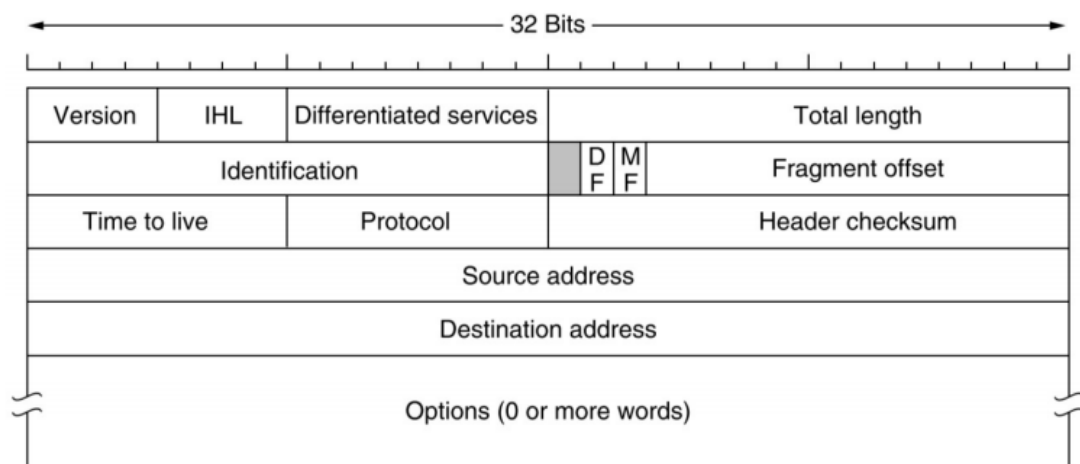 32 Bits
Version IHL Differentiated services Total length
Identification D F M F Fragment offset
Time to live Protocol Header checksum
Source address
Destination address
Options (0 or more words)